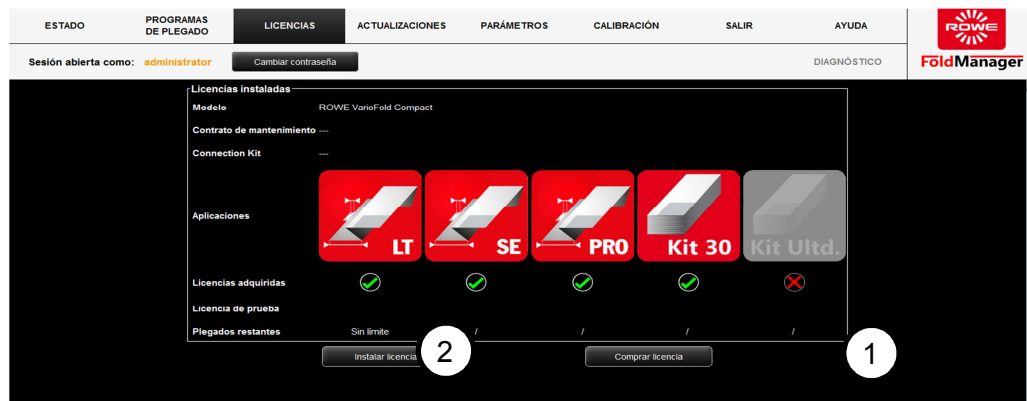 ESTADO
PROGRAMAS
DE PLEGADO
LICENCIAS
ACTUALIZACIONES
PARÁMETROS
CALIBRACIÓN
SALIR
AYUDA
ROWE
Sesión abierta como: administrator
Cambiar contraseña
DIAGNÓSTICO
FoldManager
Licencias instaladas
Modelo ROWE VarioFold Compact
Contrato de mantenimiento ---
Connection Kit ---
Aplicaciones
LT
SE
PRO
Kit 30
Kit Ultd.
Licencias adquiridas
Licencia de prueba
Plegados restantes Sin límite / / / /
Instalar licencia
2
Comprar licencia
1